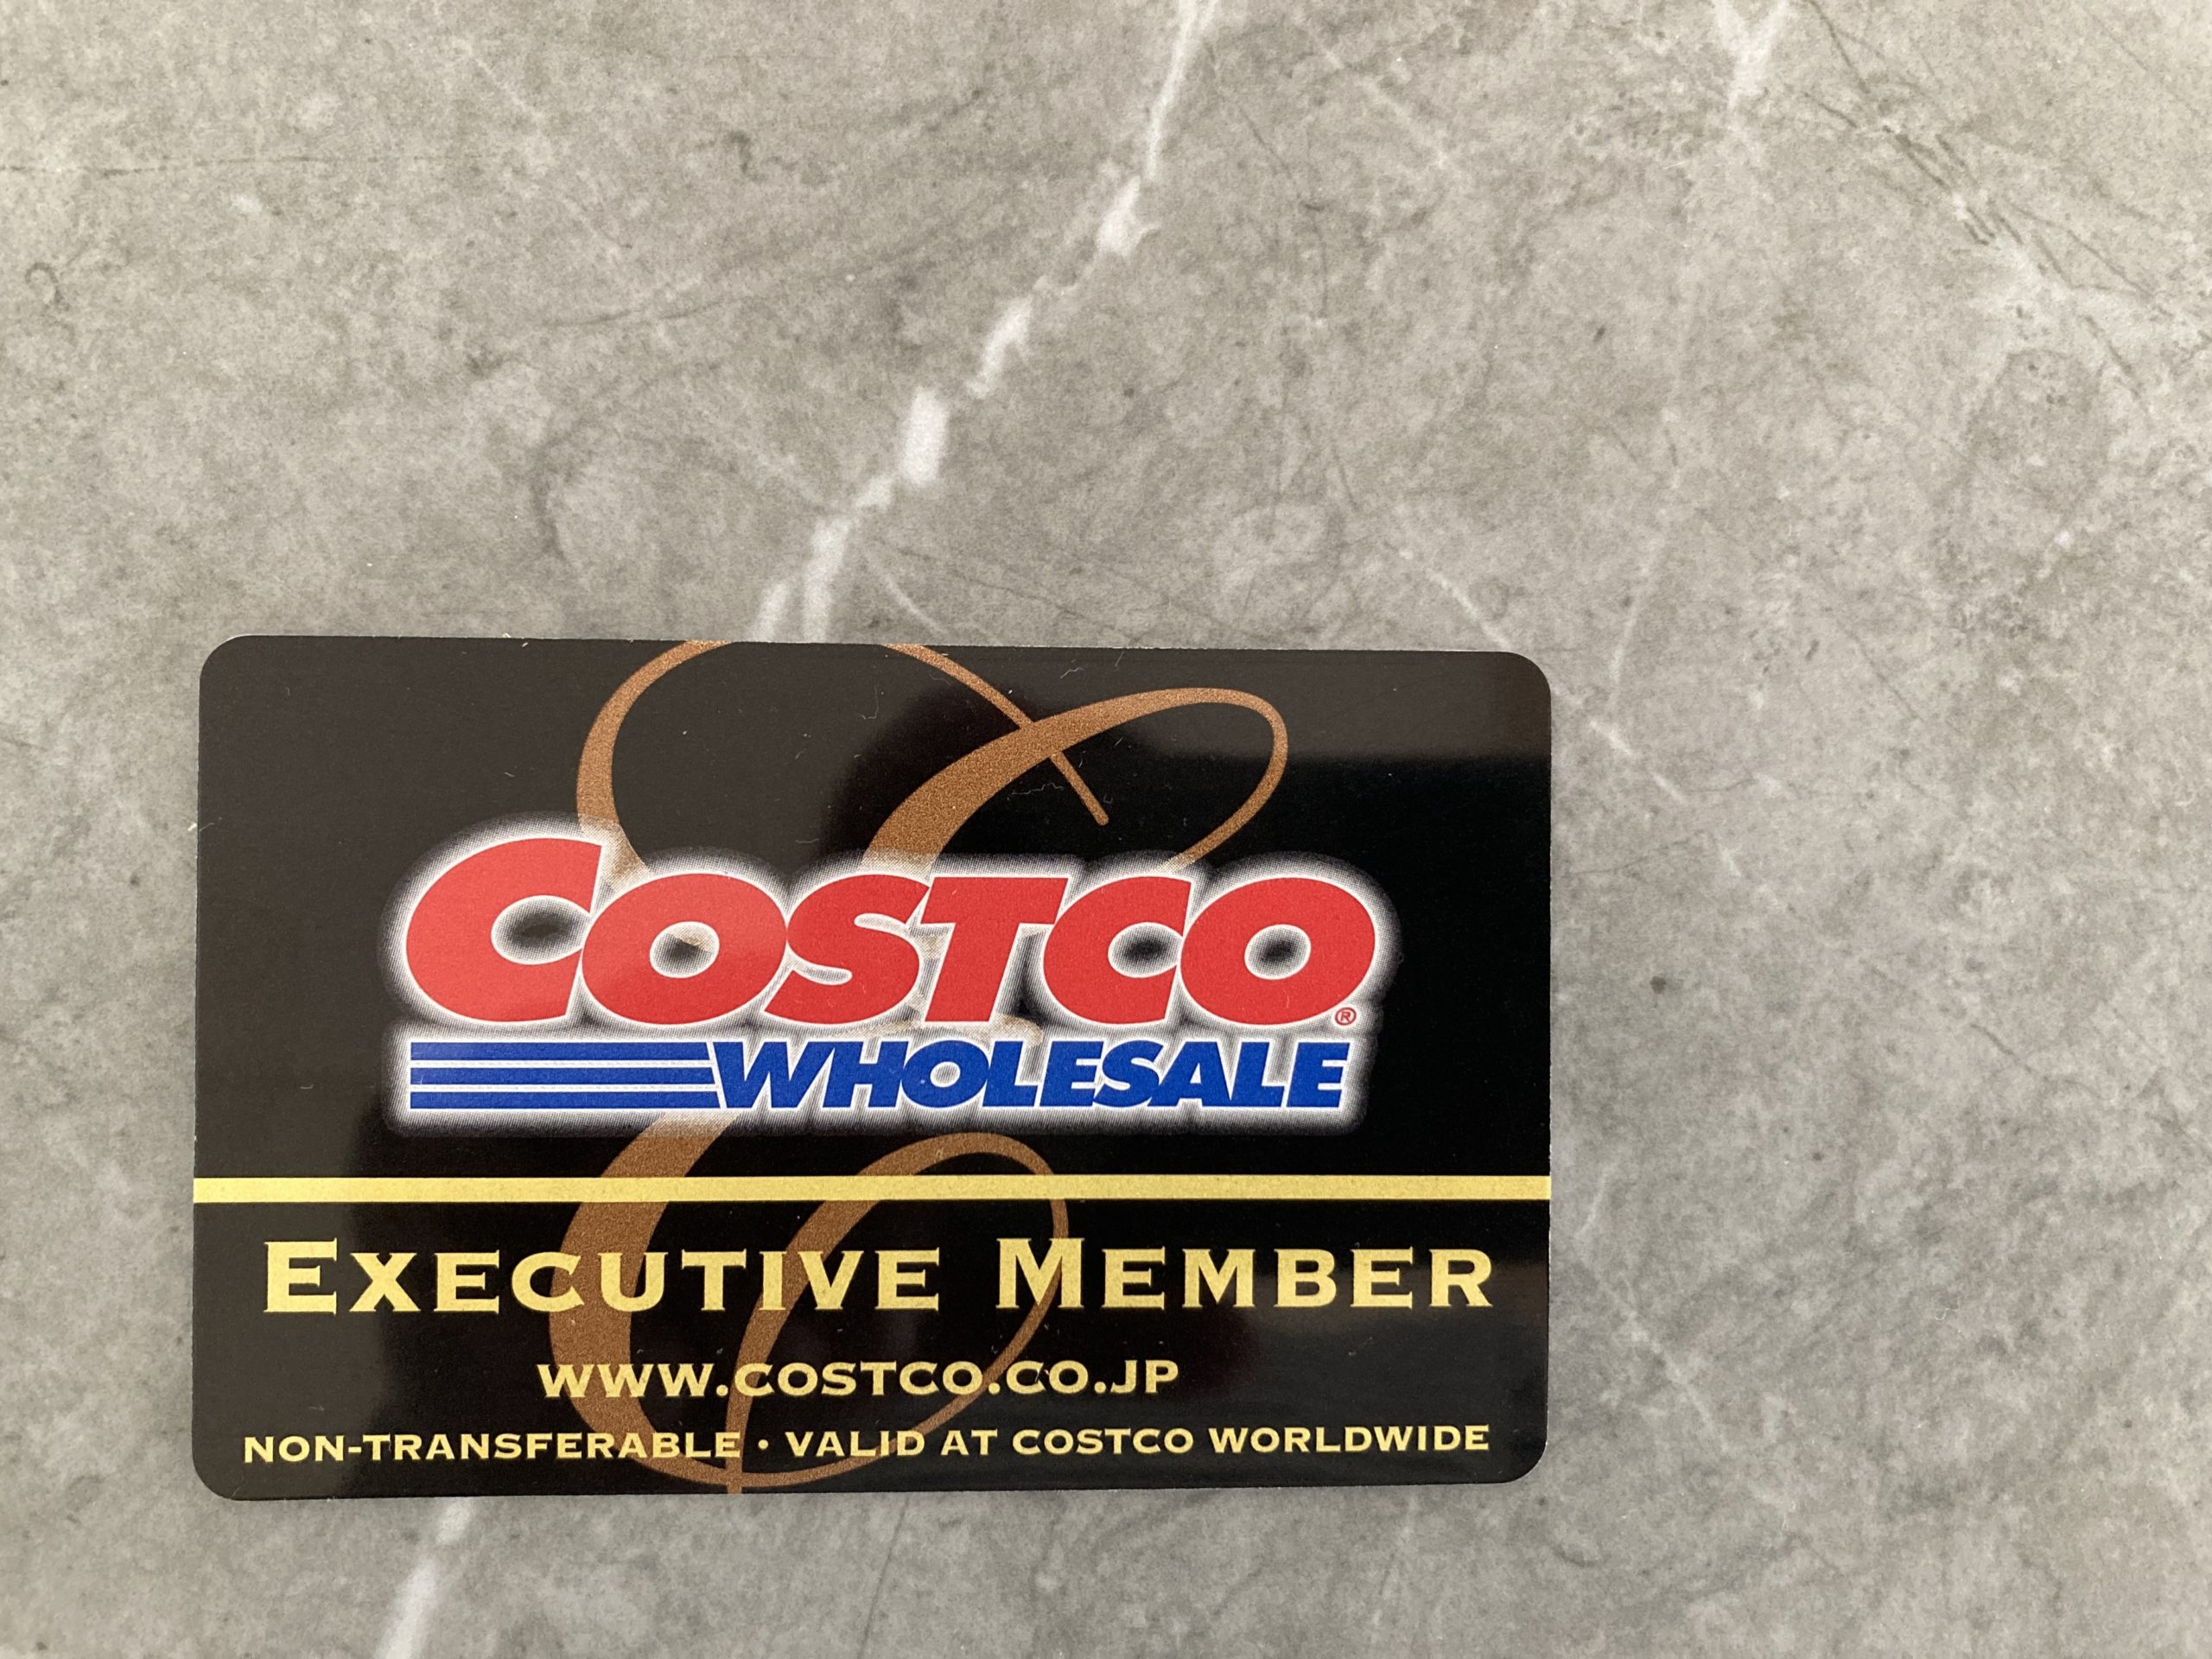 COSTCO®
WHOLESALE
EXECUTIVE MEMBER
WWW.COSTCO.CO.JP
NON-TRANSFERABLE • VALID AT COSTCO WORLDWIDE